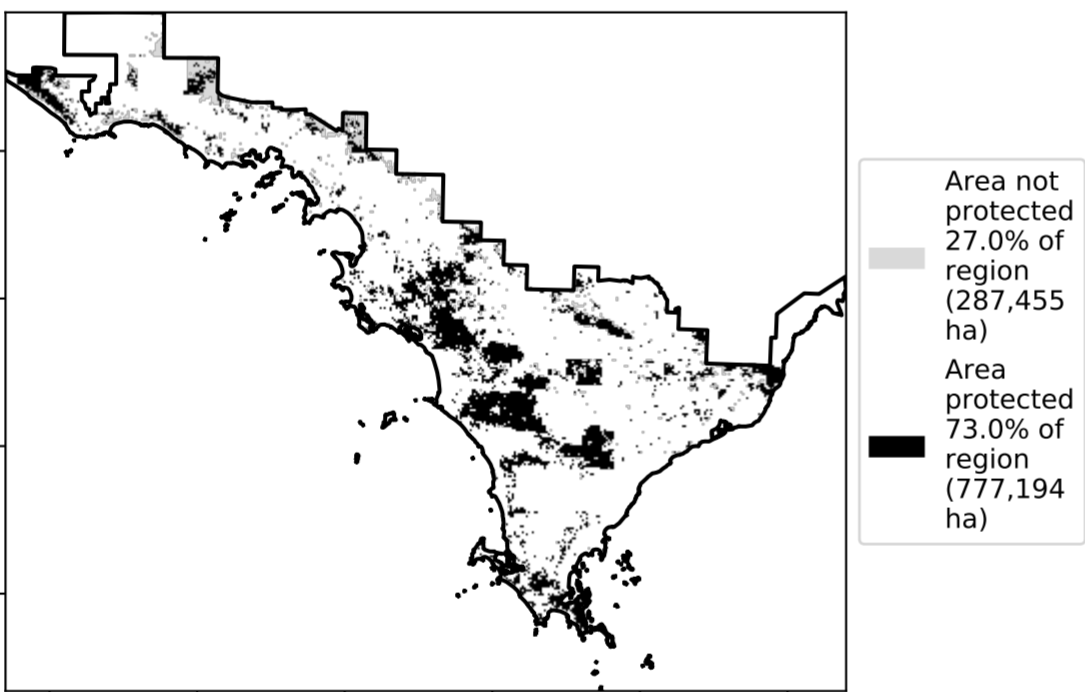 Area not
protected
27.0% of
region
(287,455
ha)
Area
protected
73.0% of
region
(777,194
ha)